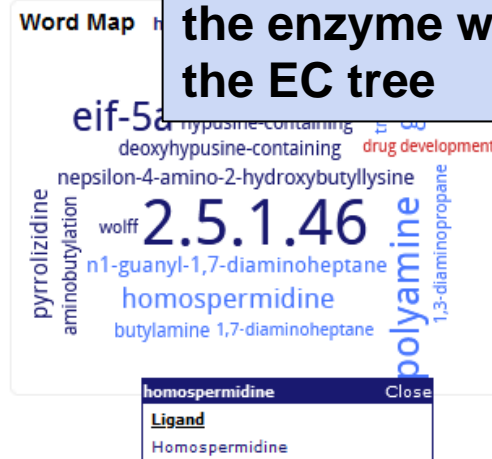 the enzyme w
the EC tree
Word Map
eif-5a
hypusine-containing
deoxyhypusine-containing
drug development
nepsilon-4-amino-2-hydroxybutyllysine
pyrrolizidine
aminobutylation
wolff
2.5.1.46
polyamine
1,3-diaminopropane
n1-guanyl-1,7-diaminoheptane
homospermidine
butylamine
1,7-diaminoheptane
homospermidine Close
Ligand
Homospermidine